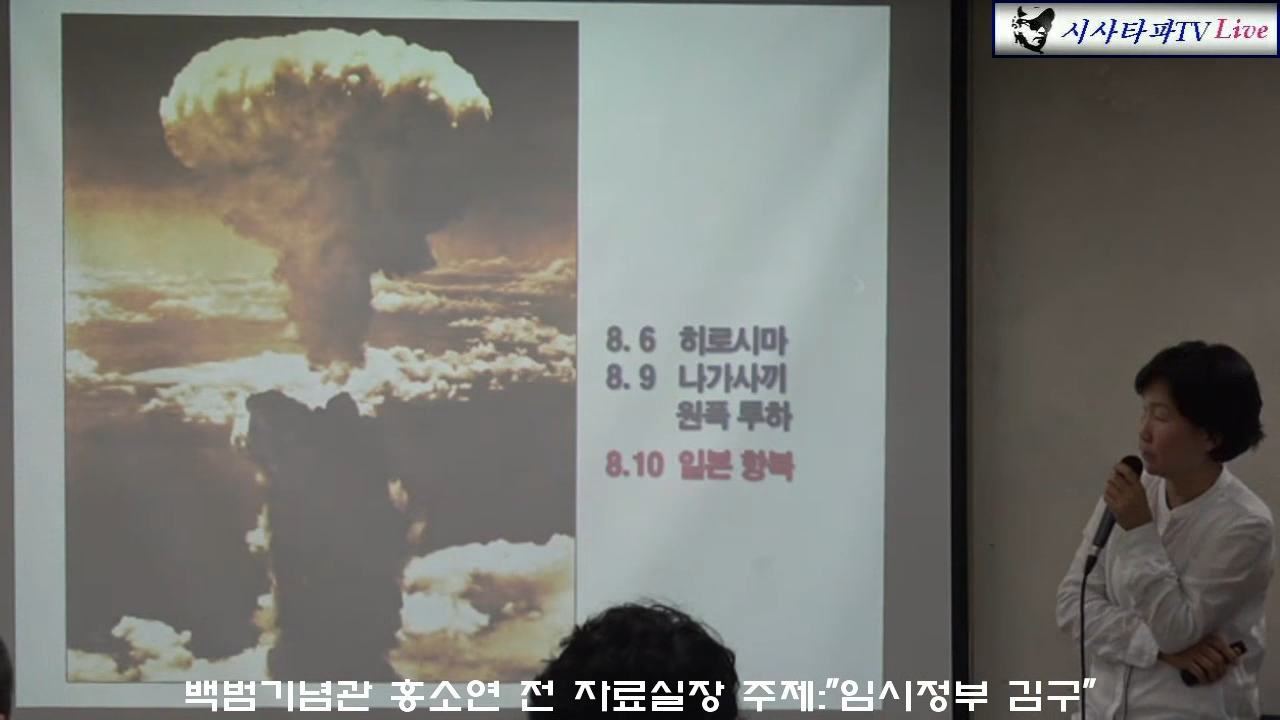 시사타파TV Live
8. 6 히로시마
8. 9 나가사끼
원폭 투하
8.10 일본 항복
백범기념관 홍소연 전 자료실장 주제:"임시정부 김구"